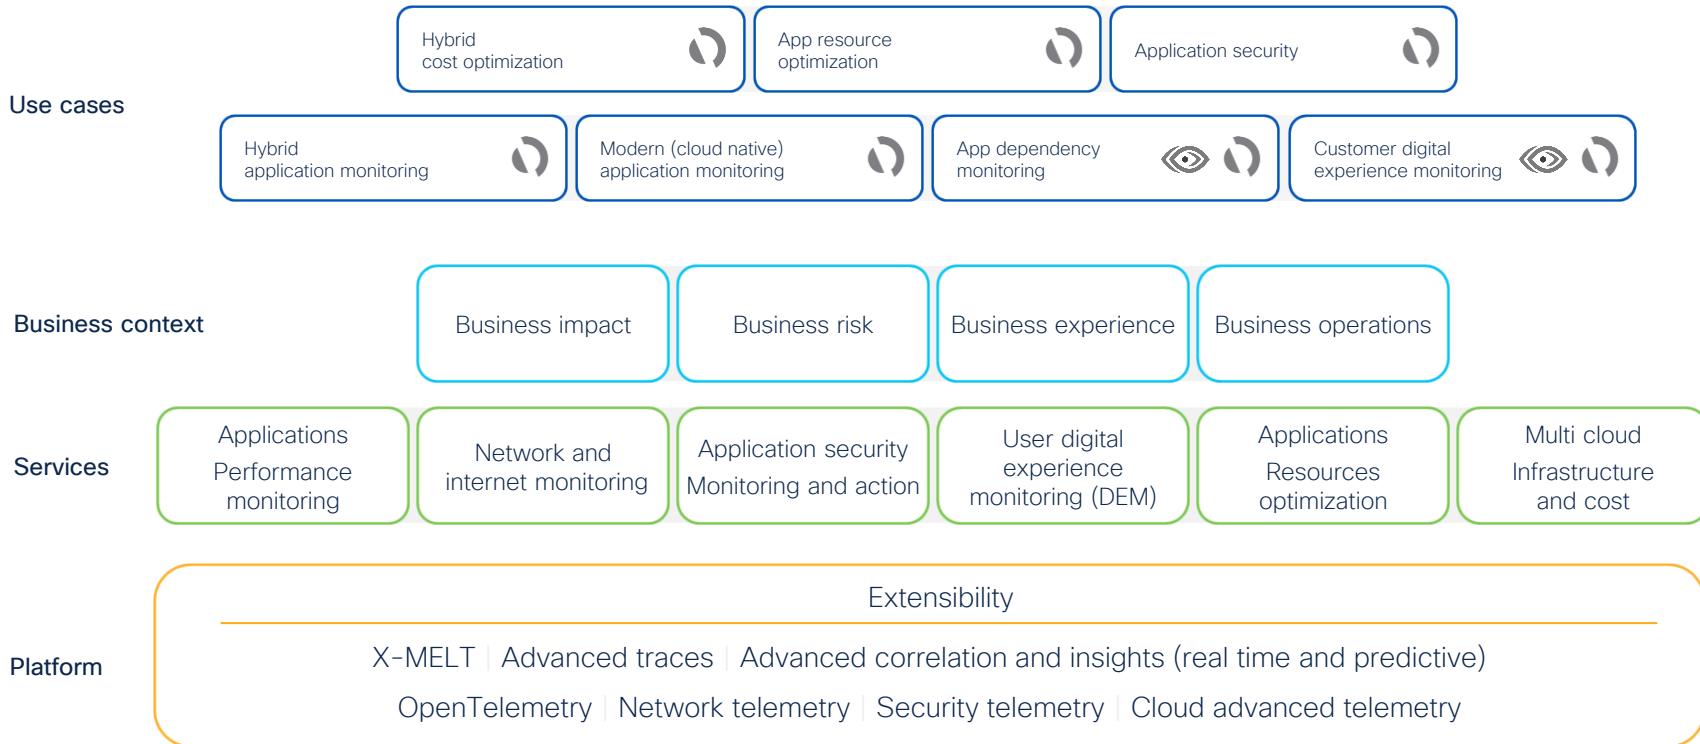 Hybrid
cost optimization
App resource
optimization
Application security
Use cases
Hybrid
application monitoring
Modern (cloud native)
application monitoring
App dependency
monitoring
Customer digital
experience monitoring
Business context
Business impact
Business risk
Business experience
Business operations
Services
Applications
Performance
monitoring
Network and
internet monitoring
Application security
Monitoring and action
User digital
experience
monitoring (DEM)
Applications
Resources
optimization
Multi cloud
Infrastructure
and cost
Platform
Extensibility
X-MELT | Advanced traces | Advanced correlation and insights (real time and predictive)
OpenTelemetry | Network telemetry | Security telemetry | Cloud advanced telemetry